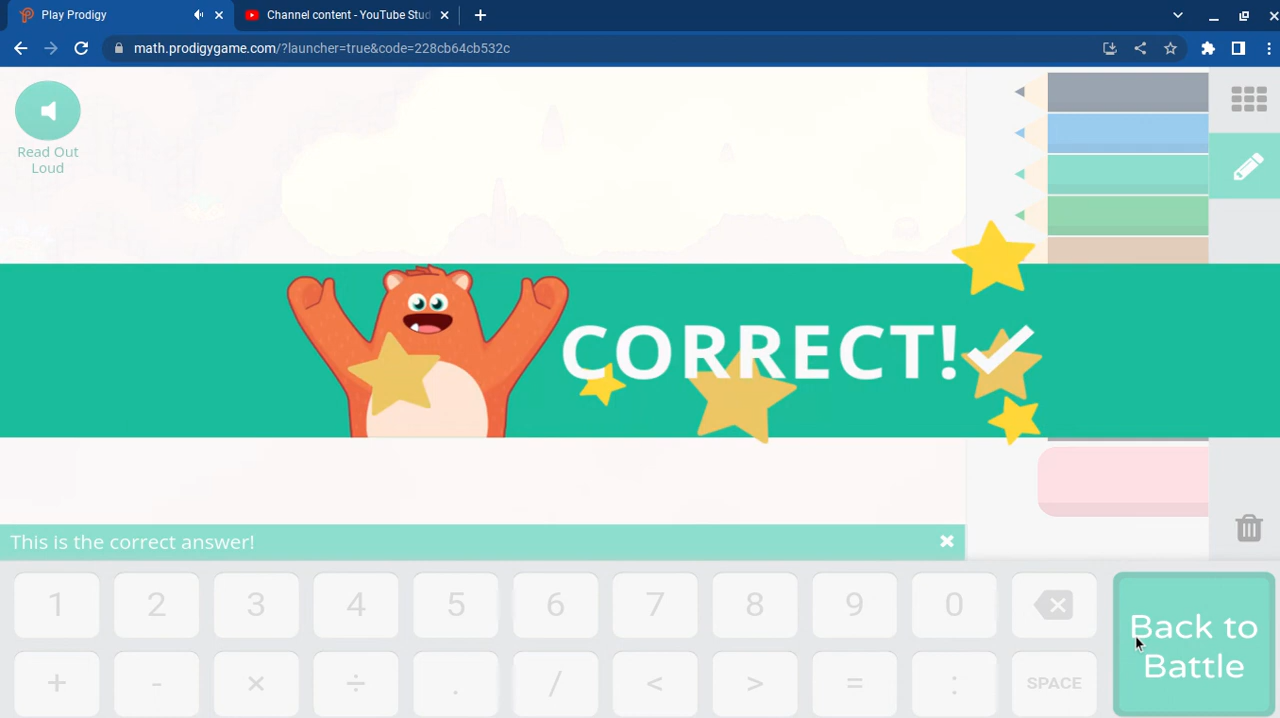 Play Prodigy
Channel content - YouTube Stud
math.prodigygame.com/?launcher=true&code=228cb64cb532c
Read Out
Loud
CORRECT!
This is the correct answer!
1 2 3 4 5 6 7 8 9 0
Back to
Battle
+ - × ÷ . / < > = : SPACE